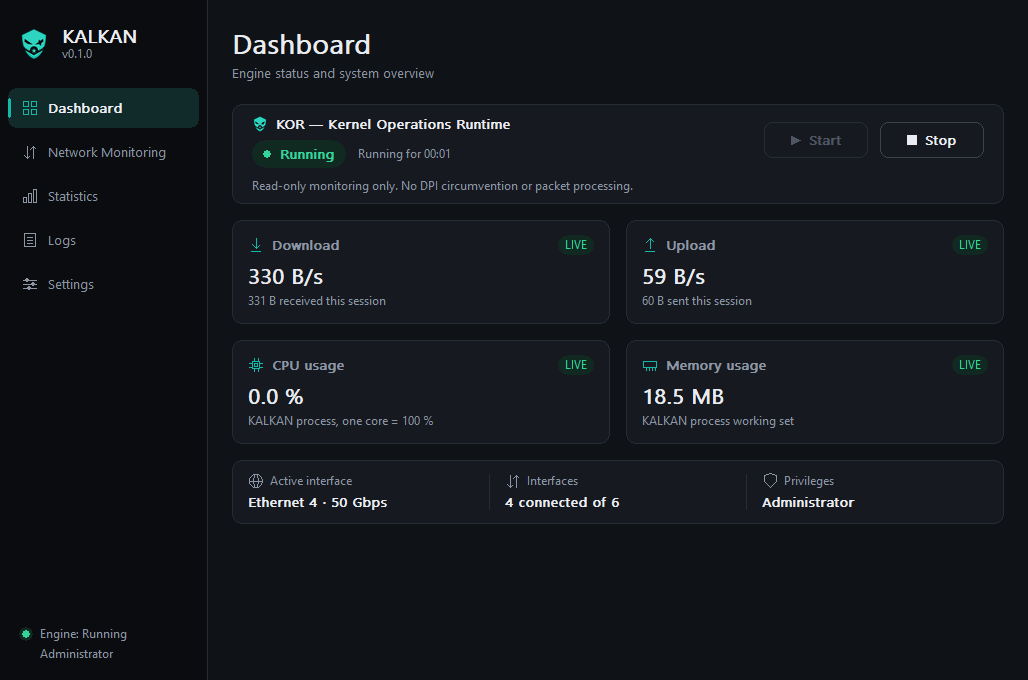 KALKAN
v0.1.0
Dashboard
Network Monitoring
Statistics
Logs
Settings
Engine: Running
Administrator
Dashboard
Engine status and system overview
KOR — Kernel Operations Runtime
Running
Running for 00:01
Start
Stop
Read-only monitoring only. No DPI circumvention or packet processing.
Download
LIVE
330 B/s
331 B received this session
Upload
LIVE
59 B/s
60 B sent this session
CPU usage
LIVE
0.0 %
KALKAN process, one core = 100 %
Memory usage
LIVE
18.5 MB
KALKAN process working set
Active interface
Ethernet 4 · 50 Gbps
Interfaces
4 connected of 6
Privileges
Administrator